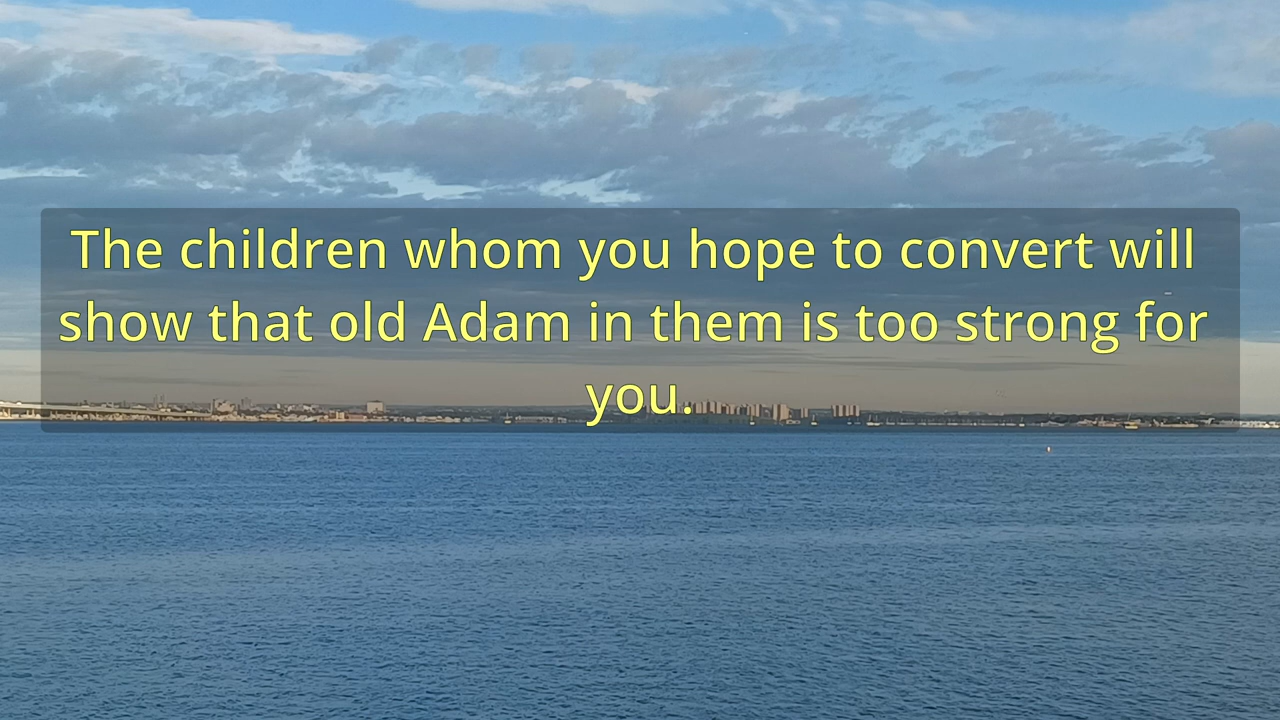 The children whom you hope to convert will
show that old Adam in them is too strong for
you.